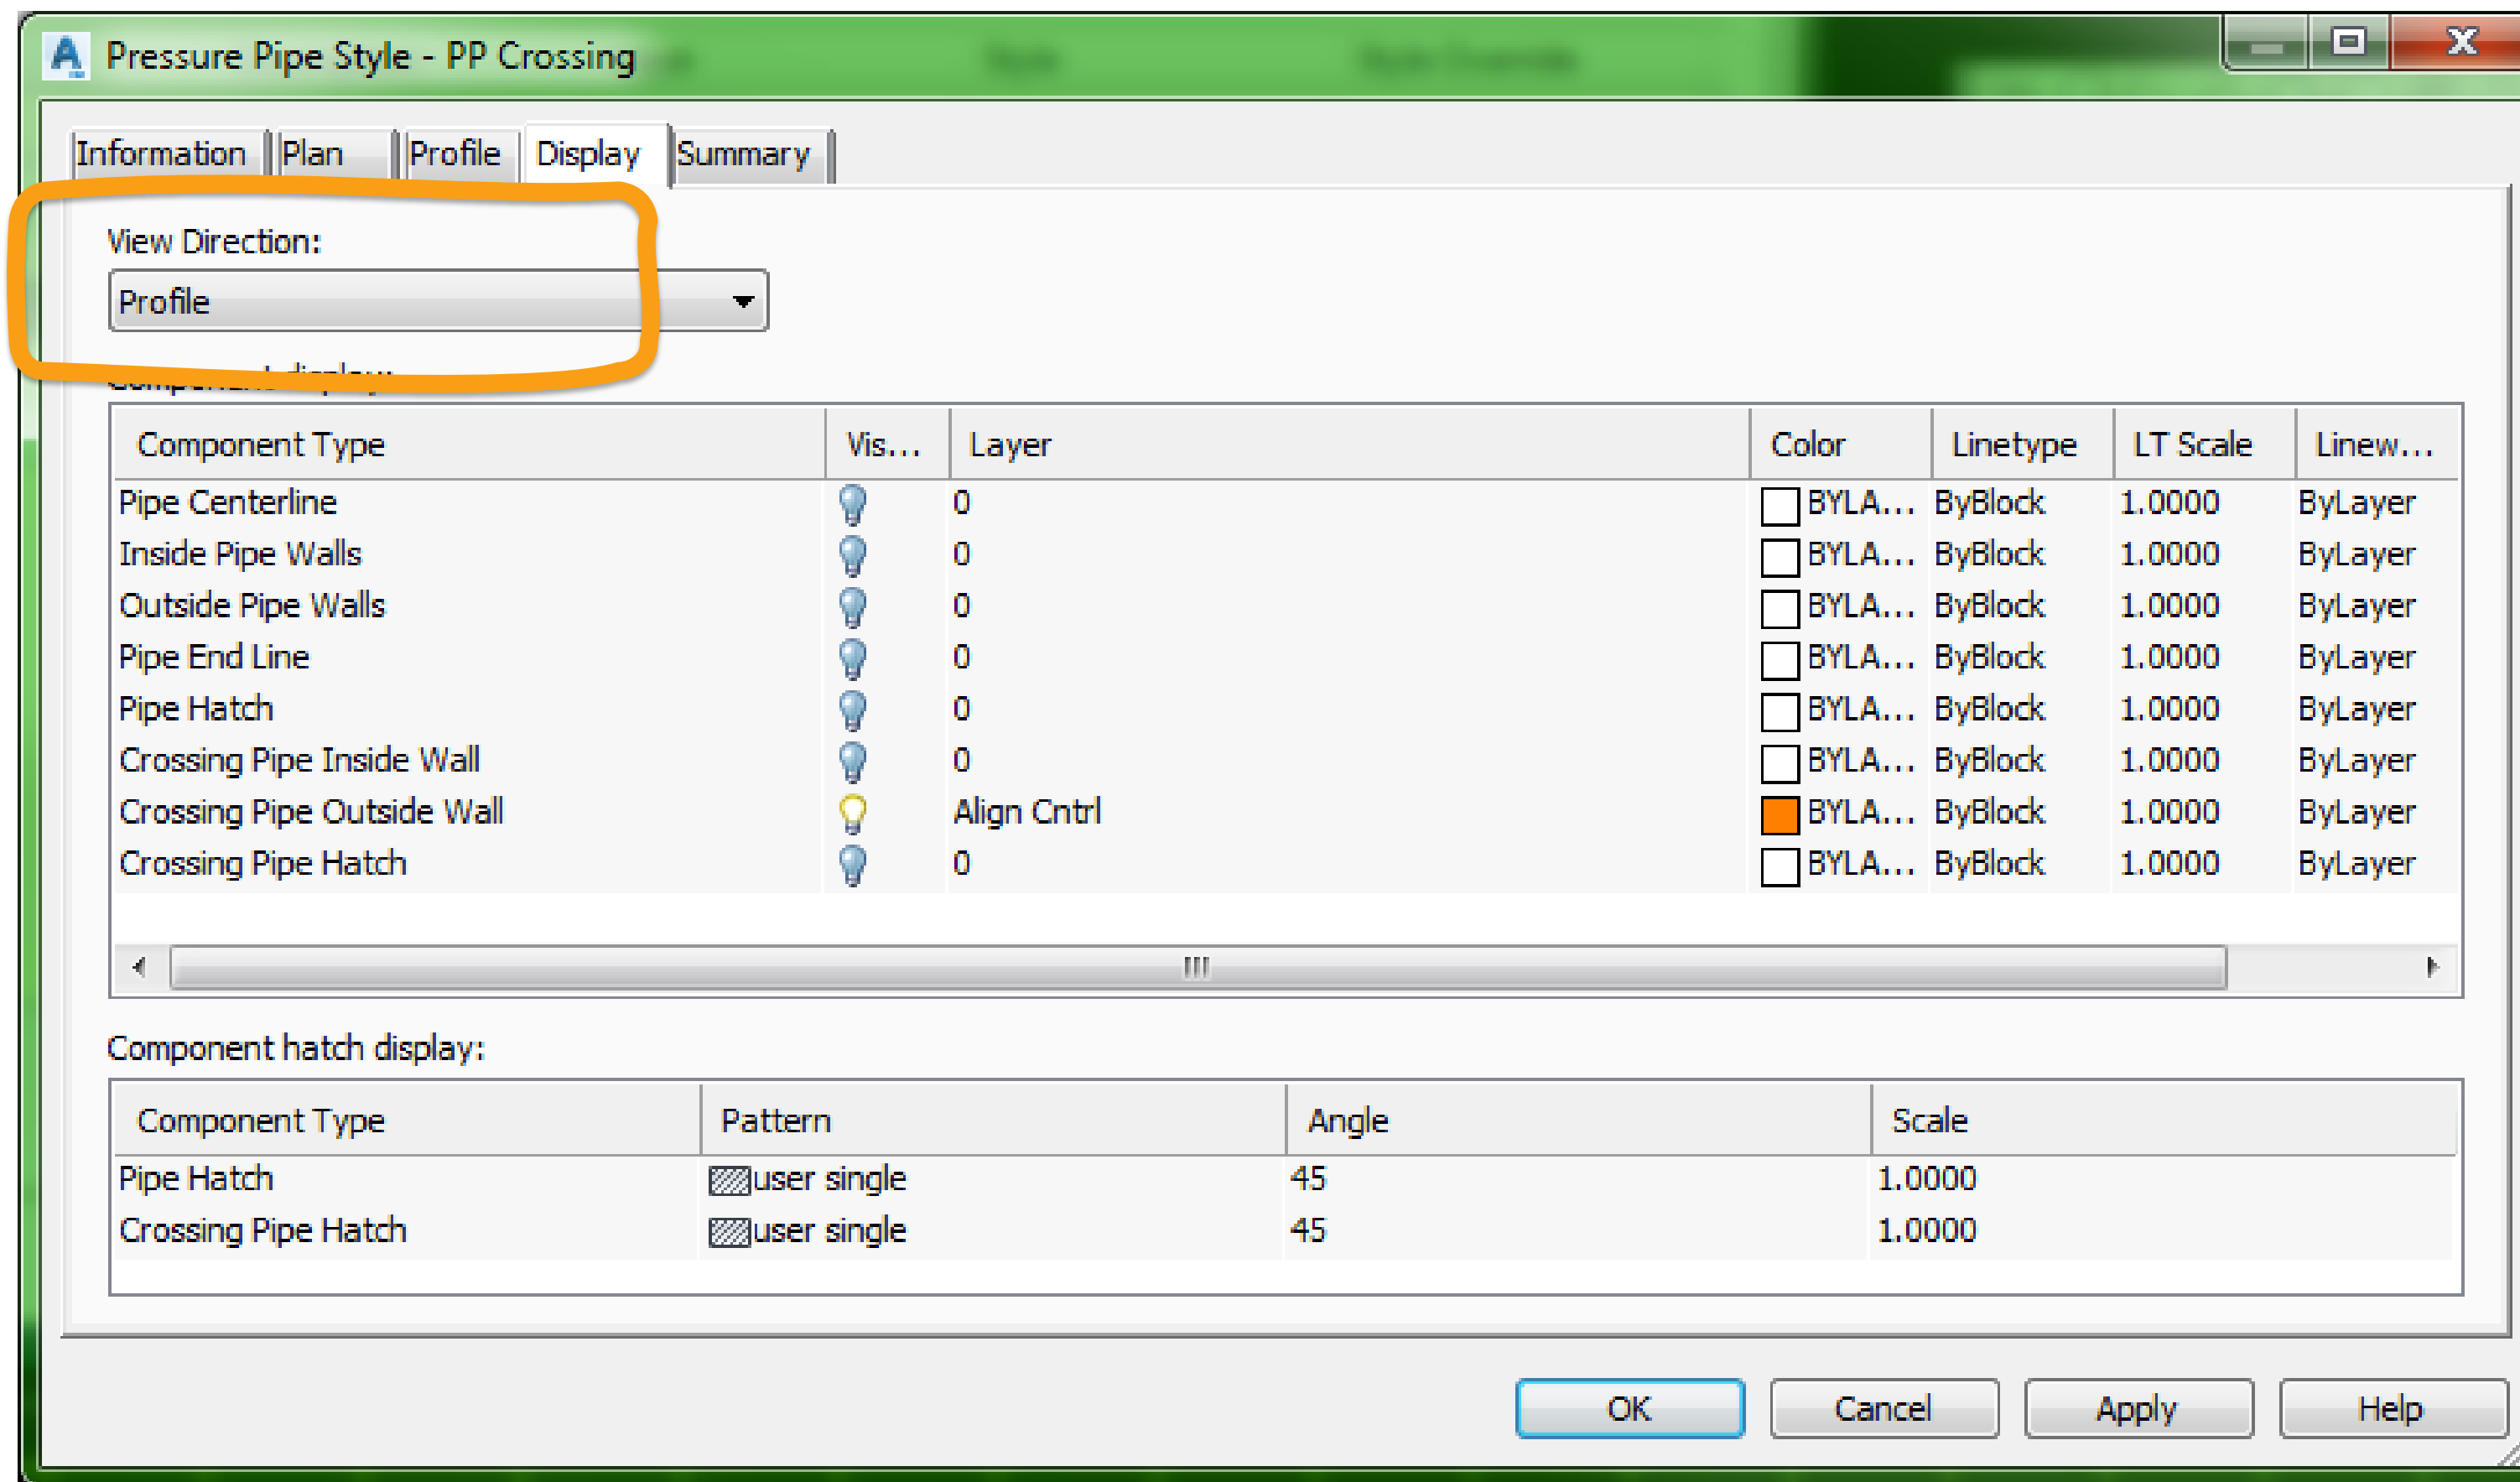 Pressure Pipe Style - PP Crossing
Information Plan Profile Display Summary
View Direction:
Profile
Component display:
Component Type Vis... Layer Color Linetype LT Scale Linew...
Pipe Centerline 0 BYLA... ByBlock 1.0000 ByLayer
Inside Pipe Walls 0 BYLA... ByBlock 1.0000 ByLayer
Outside Pipe Walls 0 BYLA... ByBlock 1.0000 ByLayer
Pipe End Line 0 BYLA... ByBlock 1.0000 ByLayer
Pipe Hatch 0 BYLA... ByBlock 1.0000 ByLayer
Crossing Pipe Inside Wall 0 BYLA... ByBlock 1.0000 ByLayer
Crossing Pipe Outside Wall Align Cntrl BYLA... ByBlock 1.0000 ByLayer
Crossing Pipe Hatch 0 BYLA... ByBlock 1.0000 ByLayer
Component hatch display:
Component Type Pattern Angle Scale
Pipe Hatch user single 45 1.0000
Crossing Pipe Hatch user single 45 1.0000
OK Cancel Apply Help